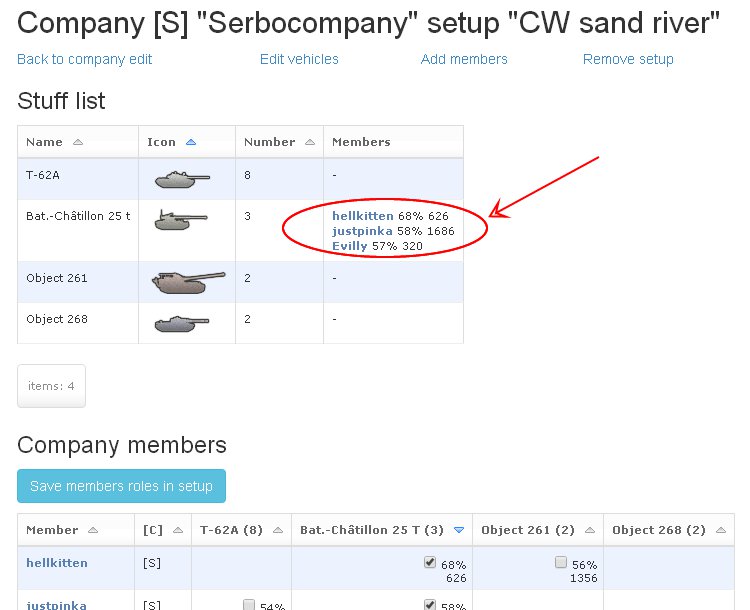 Company [S] "Serbocompany" setup "CW sand river"
Back to company edit Edit vehicles Add members Remove setup
Stuff list
Name Icon Number Members
T-62A 8 -
Bat.-Châtillon 25 t 3 hellkitten 68% 626
justpinka 58% 1686
Evilly 57% 320
Object 261 2 -
Object 268 2 -
items: 4
Company members
Save members roles in setup
Member [C] T-62A (8) Bat.-Châtillon 25 T (3) Object 261 (2) Object 268 (2)
hellkitten [S] 68% 56%
626 1356
justpinka [S] 54% 58%